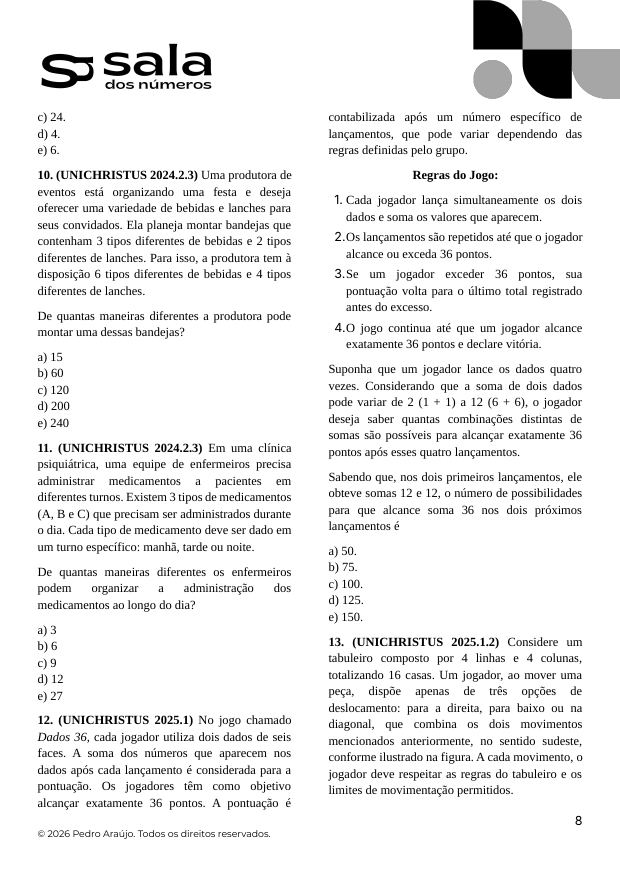 sala
dos números
c) 24.
d) 4.
e) 6.
10. (UNICHRISTUS 2024.2.3) Uma produtora de
eventos está organizando uma festa e deseja
oferecer uma variedade de bebidas e lanches para
seus convidados. Ela planeja montar bandejas que
contenham 3 tipos diferentes de bebidas e 2 tipos
diferentes de lanches. Para isso, a produtora tem à
disposição 6 tipos diferentes de bebidas e 4 tipos
diferentes de lanches.
De quantas maneiras diferentes a produtora pode
montar uma dessas bandejas?
a) 15
b) 60
c) 120
d) 200
e) 240
11. (UNICHRISTUS 2024.2.3) Em uma clínica
psiquiátrica, uma equipe de enfermeiros precisa
administrar medicamentos a pacientes em
diferentes turnos. Existem 3 tipos de medicamentos
(A, B e C) que precisam ser administrados durante
o dia. Cada tipo de medicamento deve ser dado em
um turno específico: manhã, tarde ou noite.
De quantas maneiras diferentes os enfermeiros
podem organizar a administração dos
medicamentos ao longo do dia?
a) 3
b) 6
c) 9
d) 12
e) 27
12. (UNICHRISTUS 2025.1) No jogo chamado
Dados 36, cada jogador utiliza dois dados de seis
faces. A soma dos números que aparecem nos
dados após cada lançamento é considerada para a
pontuação. Os jogadores têm como objetivo
alcançar exatamente 36 pontos. A pontuação é
contabilizada após um número específico de
lançamentos, que pode variar dependendo das
regras definidas pelo grupo.
Regras do Jogo:
1. Cada jogador lança simultaneamente os dois
dados e soma os valores que aparecem.
2. Os lançamentos são repetidos até que o jogador
alcance ou exceda 36 pontos.
3. Se um jogador exceder 36 pontos, sua
pontuação volta para o último total registrado
antes do excesso.
4. O jogo continua até que um jogador alcance
exatamente 36 pontos e declare vitória.
Suponha que um jogador lance os dados quatro
vezes. Considerando que a soma de dois dados
pode variar de 2 (1 + 1) a 12 (6 + 6), o jogador
deseja saber quantas combinações distintas de
somas são possíveis para alcançar exatamente 36
pontos após esses quatro lançamentos.
Sabendo que, nos dois primeiros lançamentos, ele
obteve somas 12 e 12, o número de possibilidades
para que alcance soma 36 nos dois próximos
lançamentos é
a) 50.
b) 75.
c) 100.
d) 125.
e) 150.
13. (UNICHRISTUS 2025.1.2) Considere um
tabuleiro composto por 4 linhas e 4 colunas,
totalizando 16 casas. Um jogador, ao mover uma
peça, dispõe apenas de três opções de
deslocamento: para a direita, para baixo ou na
diagonal, que combina os dois movimentos
mencionados anteriormente, no sentido sudeste,
conforme ilustrado na figura. A cada movimento, o
jogador deve respeitar as regras do tabuleiro e os
limites de movimentação permitidos.
8
© 2026 Pedro Araújo. Todos os direitos reservados.